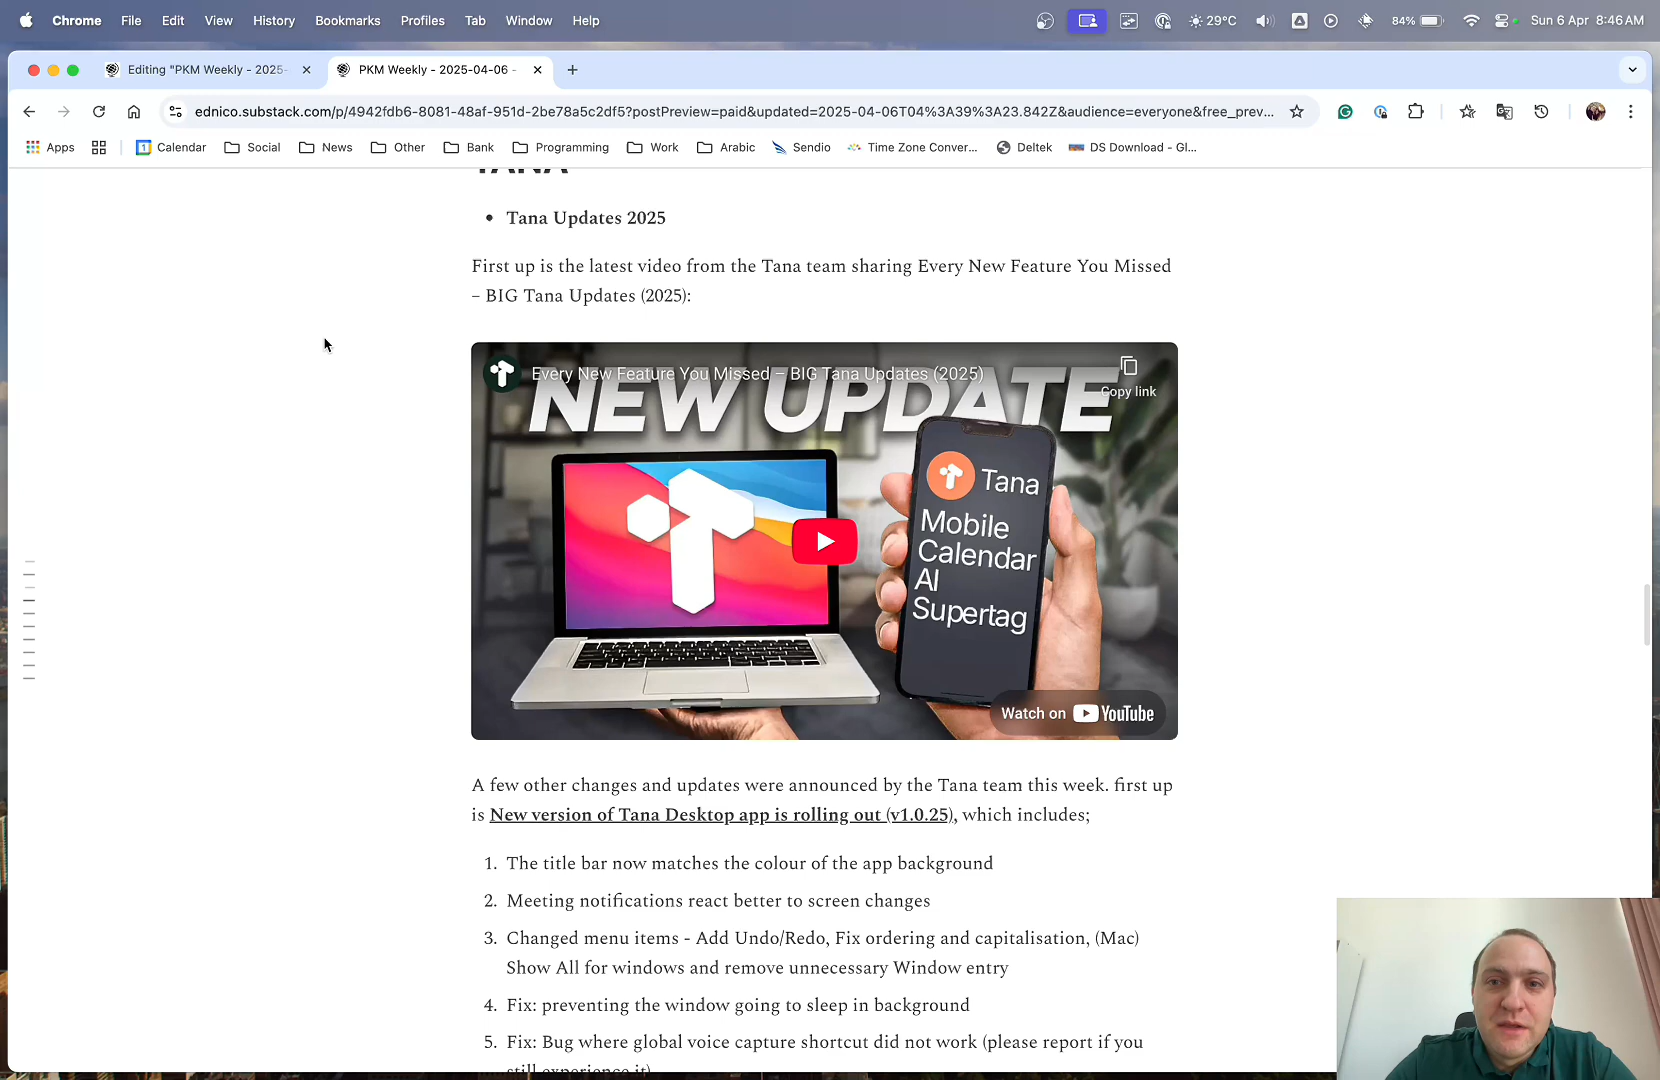 Chrome File Edit View History Bookmarks Profiles Tab Window Help 29°C 84% Sun 6 Apr 8:46 AM
Editing "PKM Weekly - 2025- PKM Weekly - 2025-04-06 -
ednico.substack.com/p/4942fdb6-8081-48af-951d-2be78a5c2df5?postPreview=paid&updated=2025-04-06T04%3A39%3A23.842Z&audience=everyone&free_prev...
Apps Calendar Social News Other Bank Programming Work Arabic Sendio Time Zone Conver... Deltek DS Download - Gl...
TANA
• Tana Updates 2025
First up is the latest video from the Tana team sharing Every New Feature You Missed
– BIG Tana Updates (2025):
Every New Feature You Missed – BIG Tana Updates (2025)
Copy link
NEW UPDATE
Tana
Mobile
Calendar
AI
Supertag
Watch on YouTube
A few other changes and updates were announced by the Tana team this week. first up
is New version of Tana Desktop app is rolling out (v1.0.25), which includes;
1. The title bar now matches the colour of the app background
2. Meeting notifications react better to screen changes
3. Changed menu items - Add Undo/Redo, Fix ordering and capitalisation, (Mac)
Show All for windows and remove unnecessary Window entry
4. Fix: preventing the window going to sleep in background
5. Fix: Bug where global voice capture shortcut did not work (please report if you
still experience it)